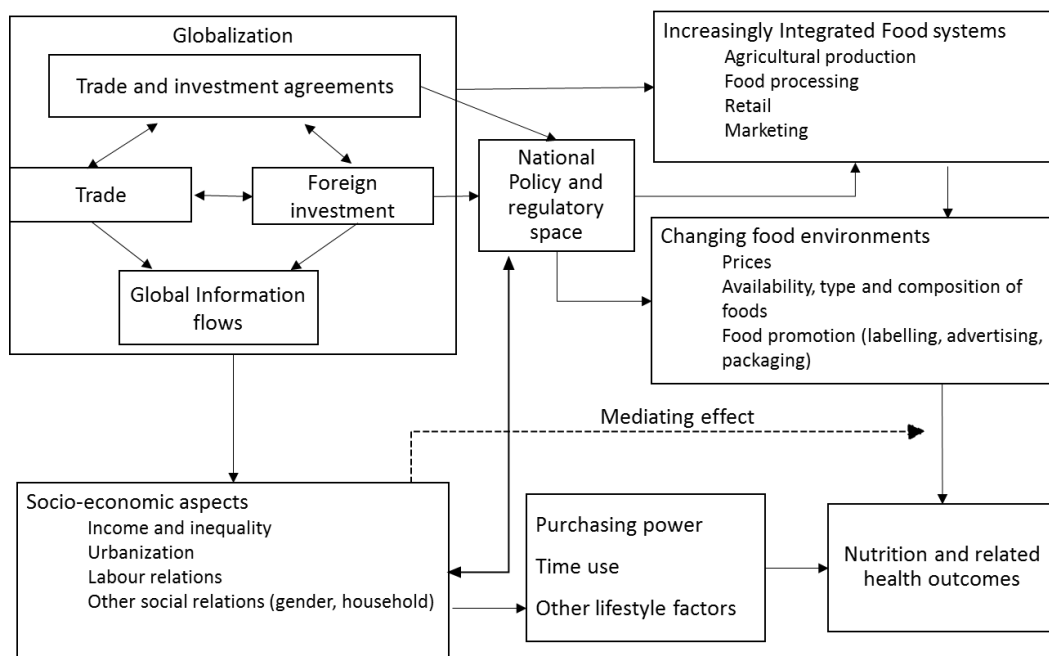 Globalization
Trade and investment agreements
Trade
Foreign
investment
Global Information
flows
National
Policy and
regulatory
space
Increasingly Integrated Food systems
Agricultural production
Food processing
Retail
Marketing
Changing food environments
Prices
Availability, type and composition of
foods
Food promotion (labelling, advertising,
packaging)
Mediating effect
Socio-economic aspects
Income and inequality
Urbanization
Labour relations
Other social relations (gender, household)
Purchasing power
Time use
Other lifestyle factors
Nutrition and related
health outcomes